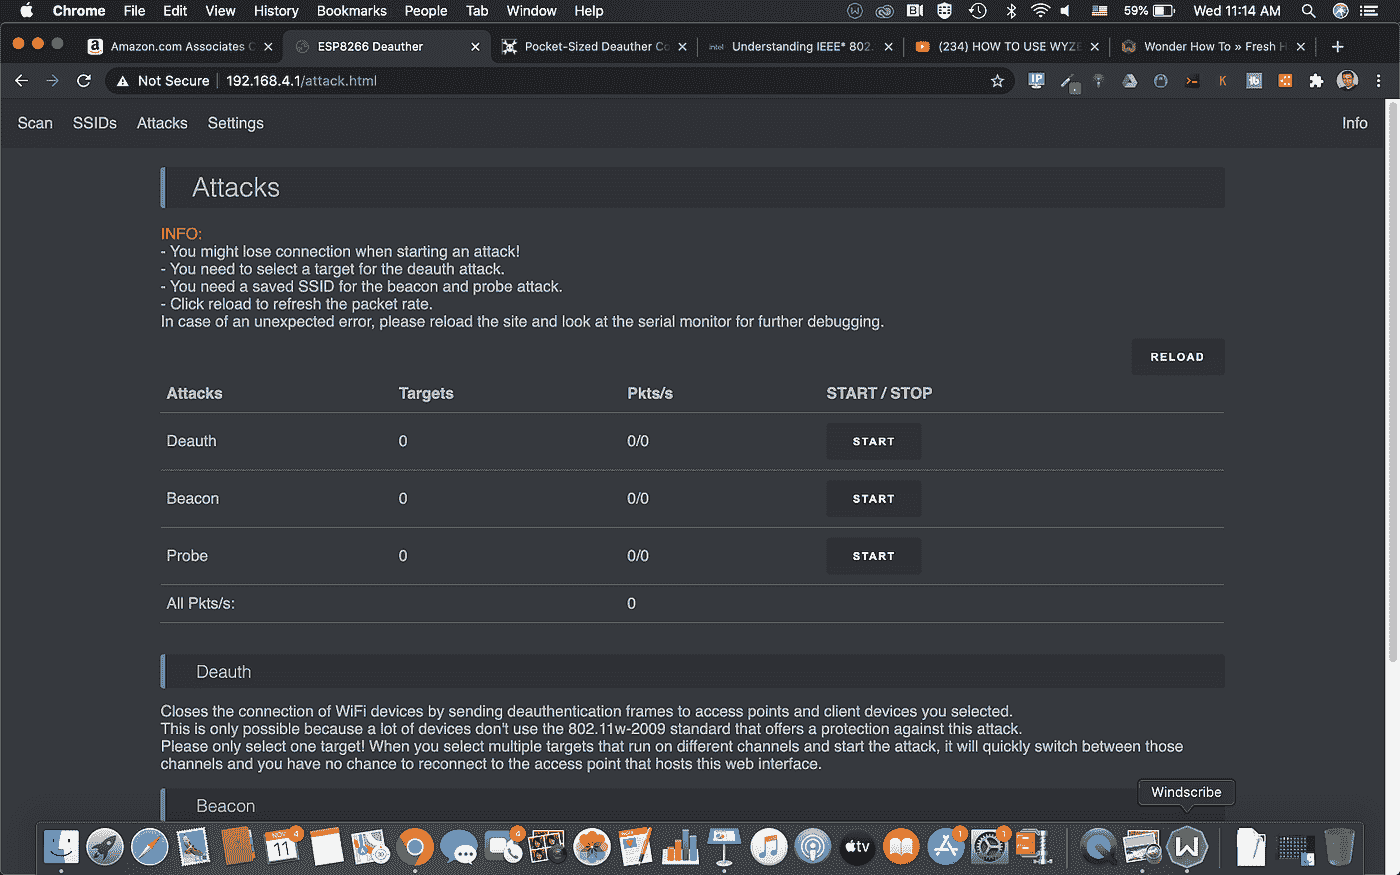 Chrome File Edit View History Bookmarks People Tab Window Help 59% Wed 11:14 AM
Amazon.com Associates C ESP8266 Deauther Pocket-Sized Deauther Co Understanding IEEE* 802. (234) HOW TO USE WYZE Wonder How To » Fresh H
Not Secure 192.168.4.1/attack.html
Scan SSIDs Attacks Settings Info
Attacks
INFO:
- You might lose connection when starting an attack!
- You need to select a target for the deauth attack.
- You need a saved SSID for the beacon and probe attack.
- Click reload to refresh the packet rate.
In case of an unexpected error, please reload the site and look at the serial monitor for further debugging.
RELOAD
Attacks Targets Pkts/s START / STOP
Deauth 0 0/0 START
Beacon 0 0/0 START
Probe 0 0/0 START
All Pkts/s: 0
Deauth
Closes the connection of WiFi devices by sending deauthentication frames to access points and client devices you selected.
This is only possible because a lot of devices don't use the 802.11w-2009 standard that offers a protection against this attack.
Please only select one target! When you select multiple targets that run on different channels and start the attack, it will quickly switch between those
channels and you have no chance to reconnect to the access point that hosts this web interface.
Windscribe
Beacon
NOV 11 4 4 tv 1 1